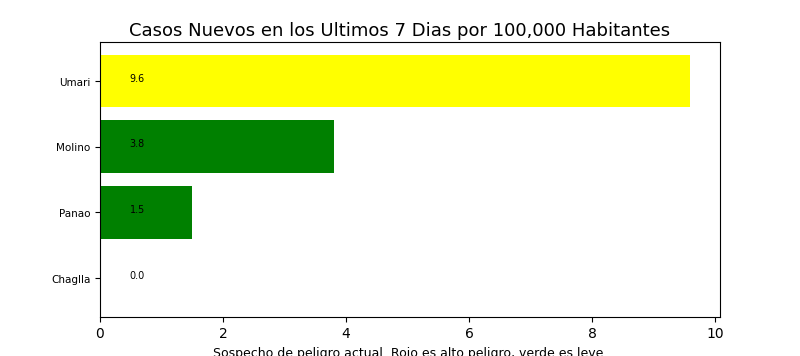 Casos Nuevos en los Ultimos 7 Dias por 100,000 Habitantes
Umari 9.6
Molino 3.8
Panao 1.5
Chaglla 0.0
0 2 4 6 8 10
Sospecho de peligro actual. Rojo es alto peligro, verde es leve